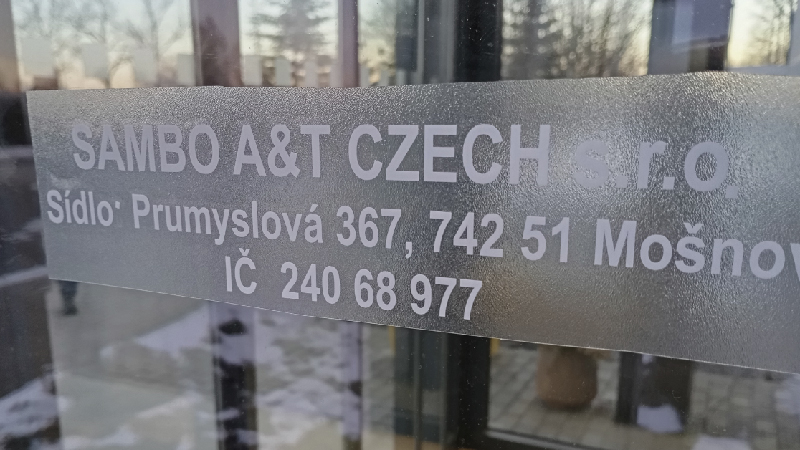 SAMBO A&T CZECH s.r.o.
Sídlo: Prumyslová 367, 742 51 Mošnov
IČ 240 68 977